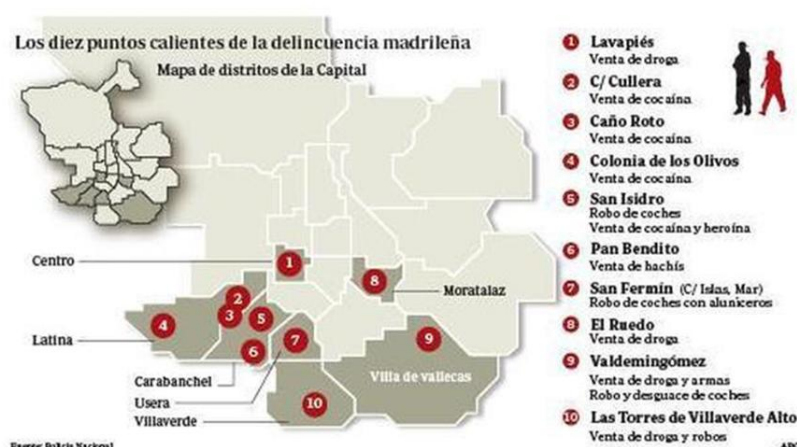 Los diez puntos calientes de la delincuencia madrileña
Mapa de distritos de la Capital
Centro
Latina
Carabanchel
Usera
Villaverde
Moratalaz
Villa de vallecas
1
2
3
4
5
6
7
8
9
10
1 Lavapiés
Venta de droga
2 C/ Cullera
Venta de cocaína
3 Caño Roto
Venta de cocaína
4 Colonia de los Olivos
Venta de cocaína
5 San Isidro
Robo de coches
Venta de cocaína y heroína
6 Pan Bendito
Venta de hachís
7 San Fermín (C/ Islas, Mar)
Robo de coches con aluniceros
8 El Ruedo
Venta de droga
9 Valdemingómez
Venta de droga y armas
Robo y desguace de coches
10 Las Torres de Villaverde Alto
Venta de droga y robos
Fuente: Policía Nacional
ABC